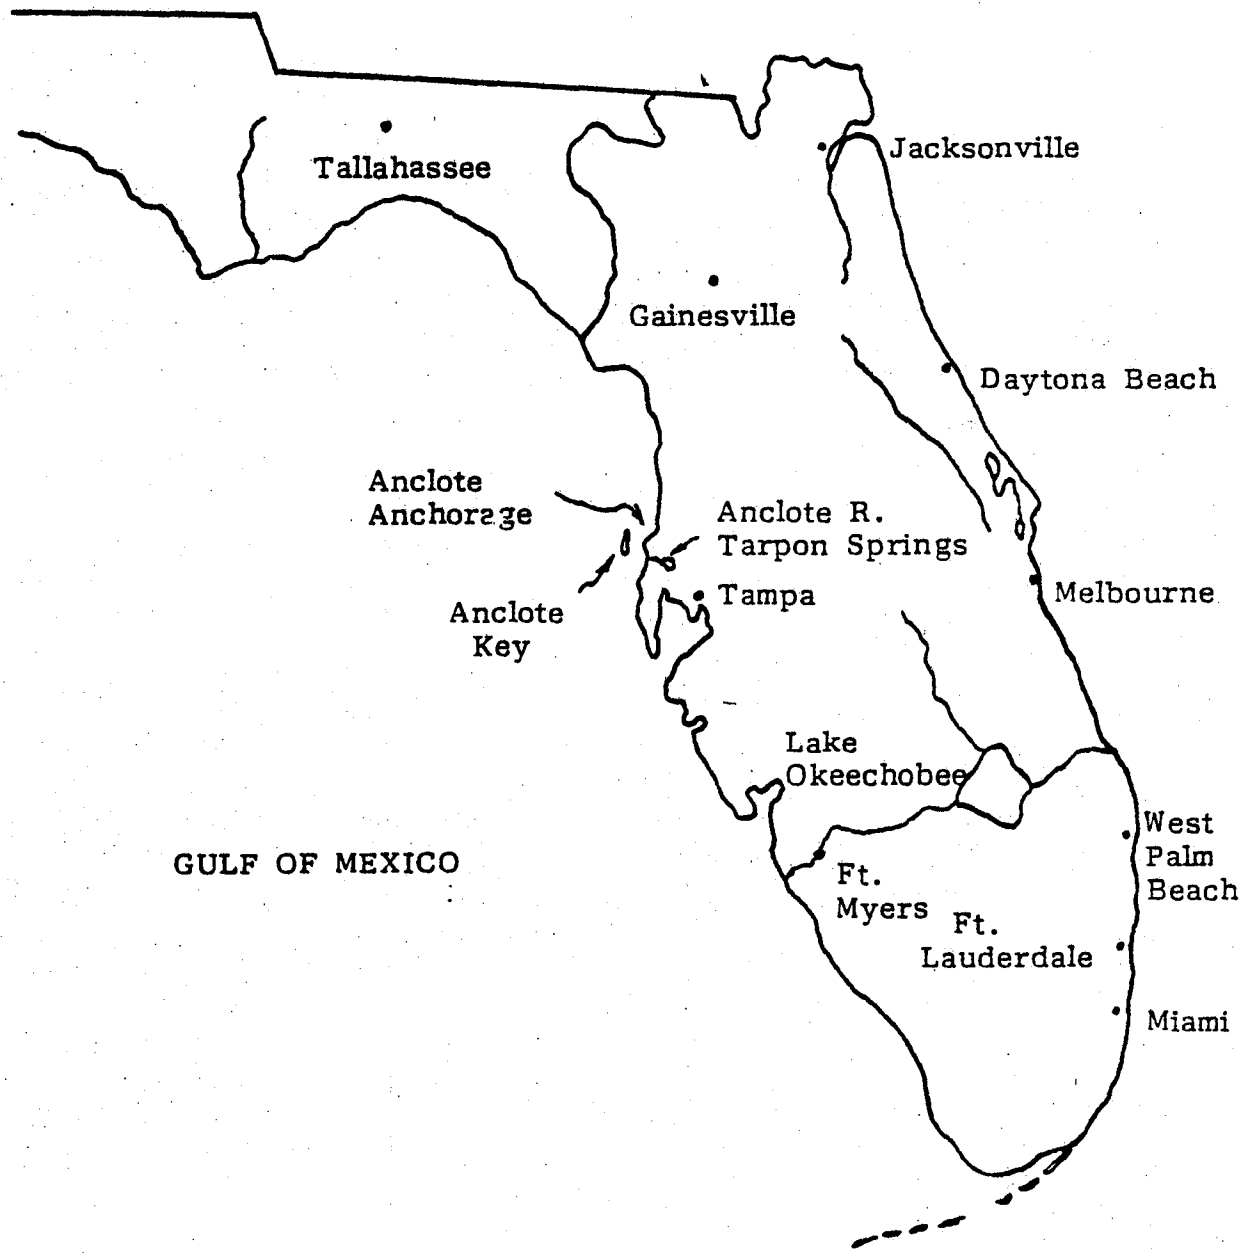 Tallahassee
Jacksonville
Gainesville
Daytona Beach
Anclote
Anchorage
Anclote R.
Tarpon Springs
Tampa
Melbourne
Anclote
Key
Lake
Okeechobee
West
Palm
Beach
GULF OF MEXICO
Ft.
Myers
Ft.
Lauderdale
Miami